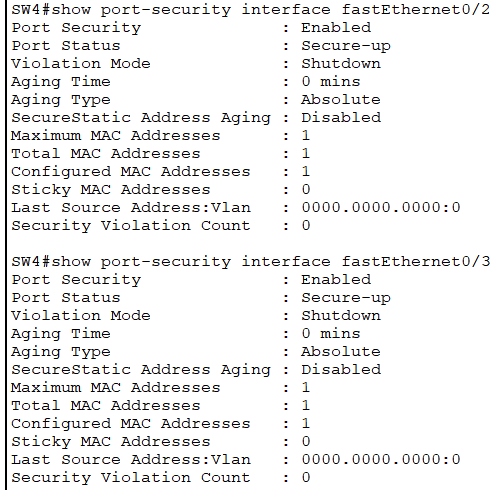 SW4#show port-security interface fastEthernet0/2
Port Security : Enabled
Port Status : Secure-up
Violation Mode : Shutdown
Aging Time : 0 mins
Aging Type : Absolute
SecureStatic Address Aging : Disabled
Maximum MAC Addresses : 1
Total MAC Addresses : 1
Configured MAC Addresses : 1
Sticky MAC Addresses : 0
Last Source Address:Vlan : 0000.0000.0000:0
Security Violation Count : 0
SW4#show port-security interface fastEthernet0/3
Port Security : Enabled
Port Status : Secure-up
Violation Mode : Shutdown
Aging Time : 0 mins
Aging Type : Absolute
SecureStatic Address Aging : Disabled
Maximum MAC Addresses : 1
Total MAC Addresses : 1
Configured MAC Addresses : 1
Sticky MAC Addresses : 0
Last Source Address:Vlan : 0000.0000.0000:0
Security Violation Count : 0